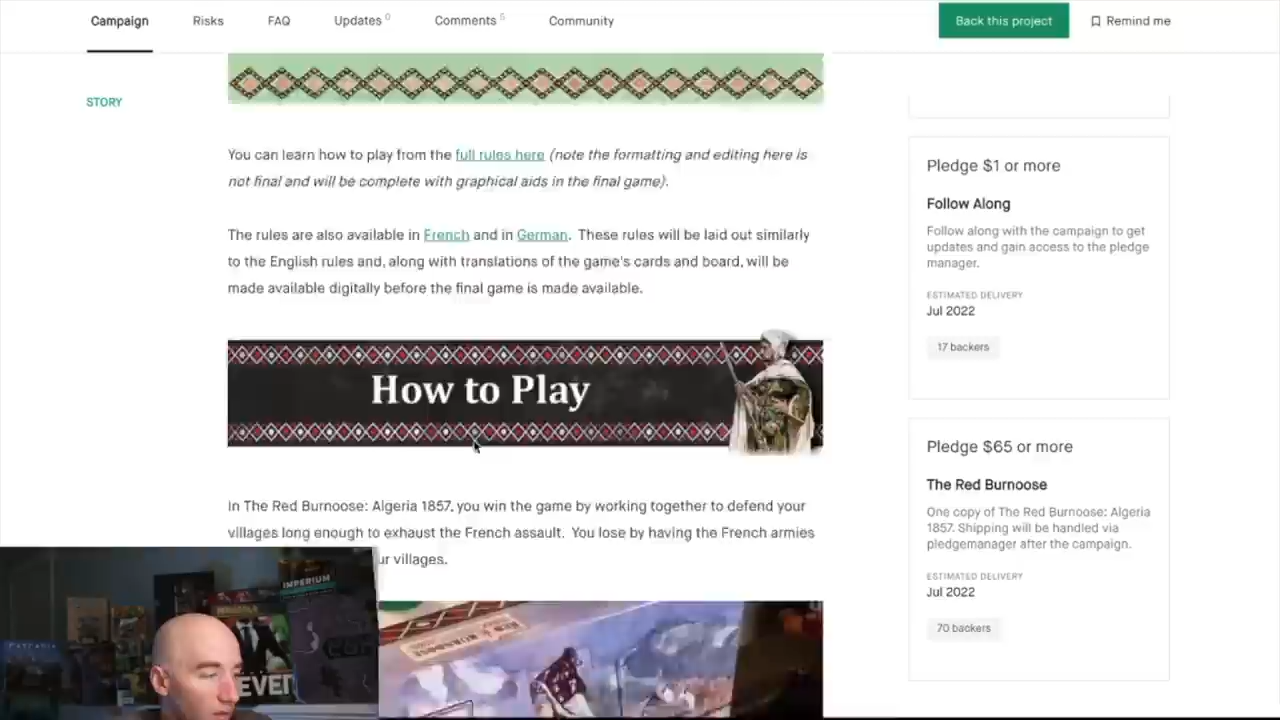 Campaign
Risks
FAQ
Updates 0
Comments 5
Community
Back this project
Remind me
STORY
You can learn how to play from the full rules here (note the formatting and editing here is
not final and will be complete with graphical aids in the final game).
The rules are also available in French and in German. These rules will be laid out similarly
to the English rules and, along with translations of the game's cards and board, will be
made available digitally before the final game is made available.
How to Play
In The Red Burnoose: Algeria 1857, you win the game by working together to defend your
villages long enough to exhaust the French assault. You lose by having the French armies
ur villages.
Pledge $1 or more
Follow Along
Follow along with the campaign to get
updates and gain access to the pledge
manager.
ESTIMATED DELIVERY
Jul 2022
17 backers
Pledge $65 or more
The Red Burnoose
One copy of The Red Burnoose: Algeria
1857. Shipping will be handled via
pledgemanager after the campaign.
ESTIMATED DELIVERY
Jul 2022
70 backers
IMPERIUM